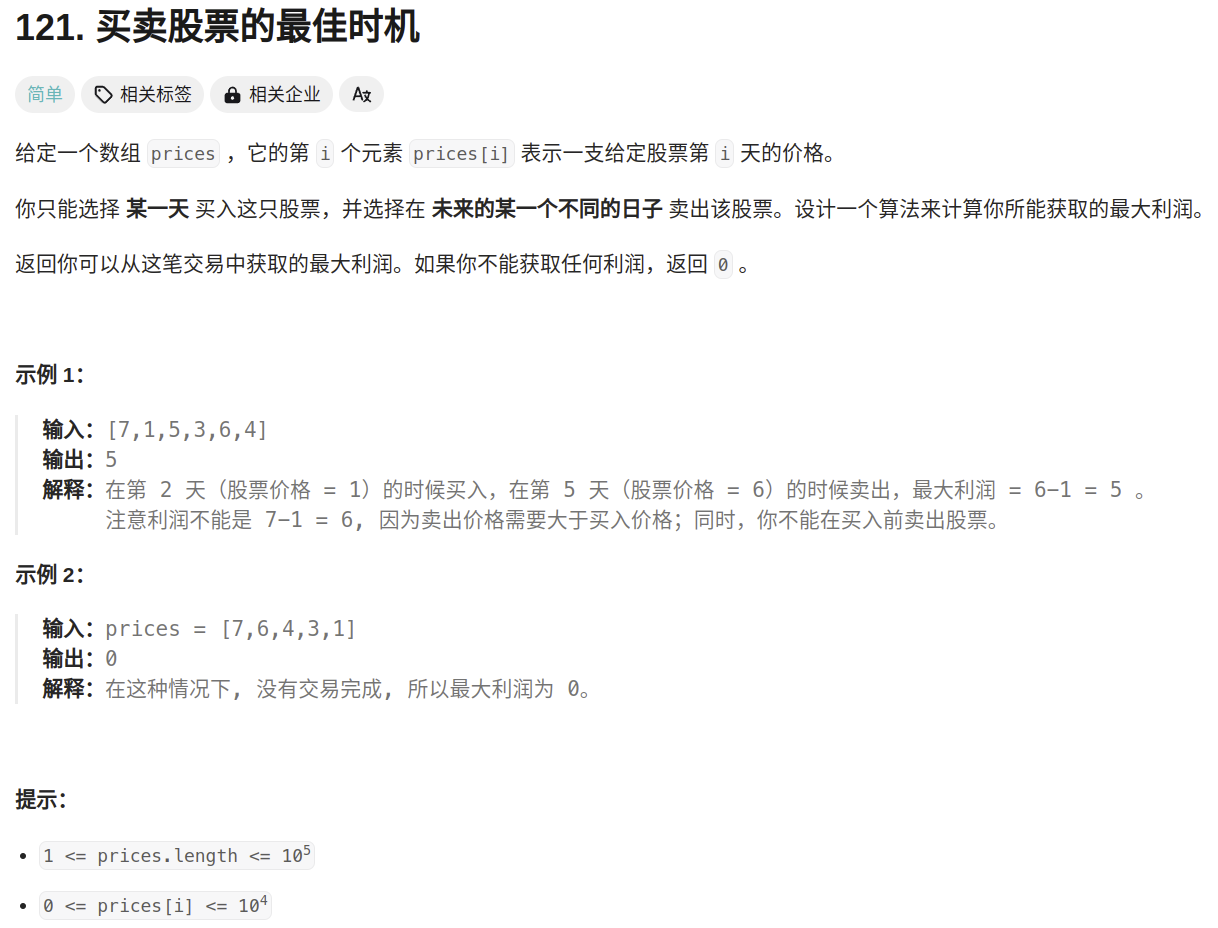 121. 买卖股票的最佳时机
简单 相关标签 相关企业
给定一个数组 prices ，它的第 i 个元素 prices[i] 表示一支给定股票第 i 天的价格。
你只能选择 某一天 买入这只股票，并选择在 未来的某一个不同的日子 卖出该股票。设计一个算法来计算你所能获取的最大利润。
返回你可以从这笔交易中获取的最大利润。如果你不能获取任何利润，返回 0 。
示例 1：
输入：[7,1,5,3,6,4]
输出：5
解释：在第 2 天（股票价格 = 1）的时候买入，在第 5 天（股票价格 = 6）的时候卖出，最大利润 = 6-1 = 5 。
注意利润不能是 7-1 = 6, 因为卖出价格需要大于买入价格；同时，你不能在买入前卖出股票。
示例 2：
输入：prices = [7,6,4,3,1]
输出：0
解释：在这种情况下, 没有交易完成, 所以最大利润为 0。
提示：
• 1 <= prices.length <= 10⁵
• 0 <= prices[i] <= 10⁴